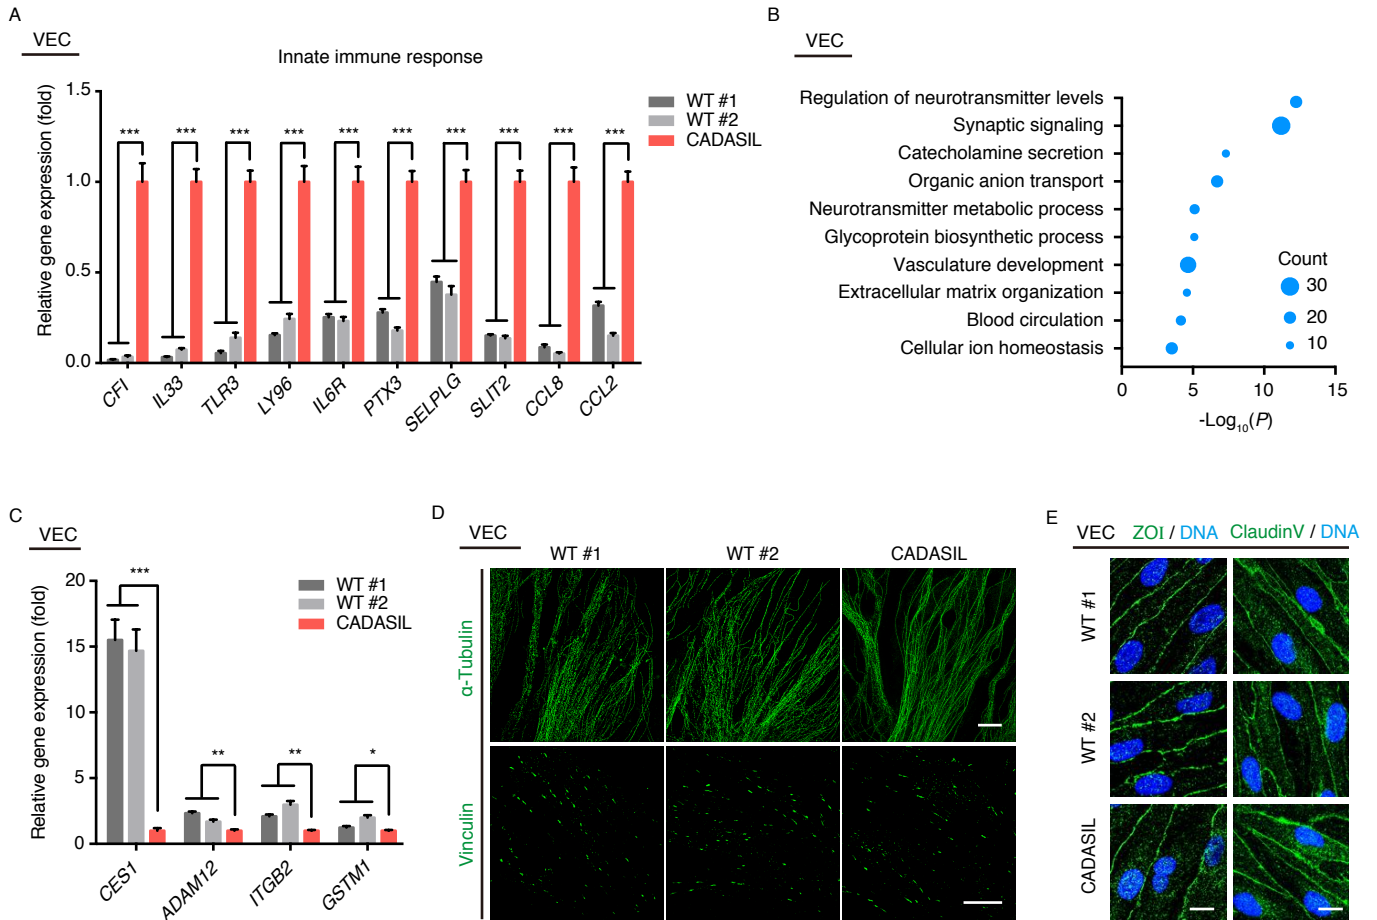 A
VEC
Innate immune response
Relative gene expression (fold)
1.5
1.0
0.5
0.0
*** *** *** *** *** *** *** *** *** ***
WT #1
WT #2
CADASIL
CFI IL33 TLR3 LY96 IL6R PTX3 SELPLG SLIT2 CCL8 CCL2
B
VEC
Regulation of neurotransmitter levels
Synaptic signaling
Catecholamine secretion
Organic anion transport
Neurotransmitter metabolic process
Glycoprotein biosynthetic process
Vasculature development
Extracellular matrix organization
Blood circulation
Cellular ion homeostasis
Count
30
20
10
0 5 10 15
-Log10(P)
C
VEC
Relative gene expression (fold)
20
15
10
5
0
*** ** ** *
WT #1
WT #2
CADASIL
CES1 ADAM12 ITGB2 GSTM1
D
VEC
WT #1 WT #2 CADASIL
α-Tubulin
Vinculin
E
VEC ZOI / DNA ClaudinV / DNA
WT #1
WT #2
CADASIL